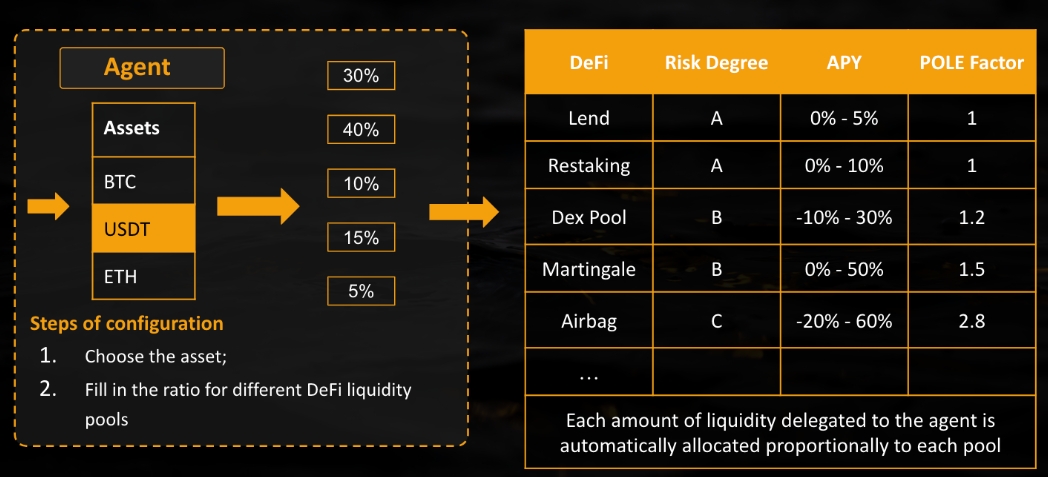 Agent
Assets
BTC
USDT
ETH
30%
40%
10%
15%
5%
Steps of configuration
1. Choose the asset;
2. Fill in the ratio for different DeFi liquidity
pools
DeFi Risk Degree APY POLE Factor
Lend A 0% - 5% 1
Restaking A 0% - 10% 1
Dex Pool B -10% - 30% 1.2
Martingale B 0% - 50% 1.5
Airbag C -20% - 60% 2.8
...
Each amount of liquidity delegated to the agent is
automatically allocated proportionally to each pool